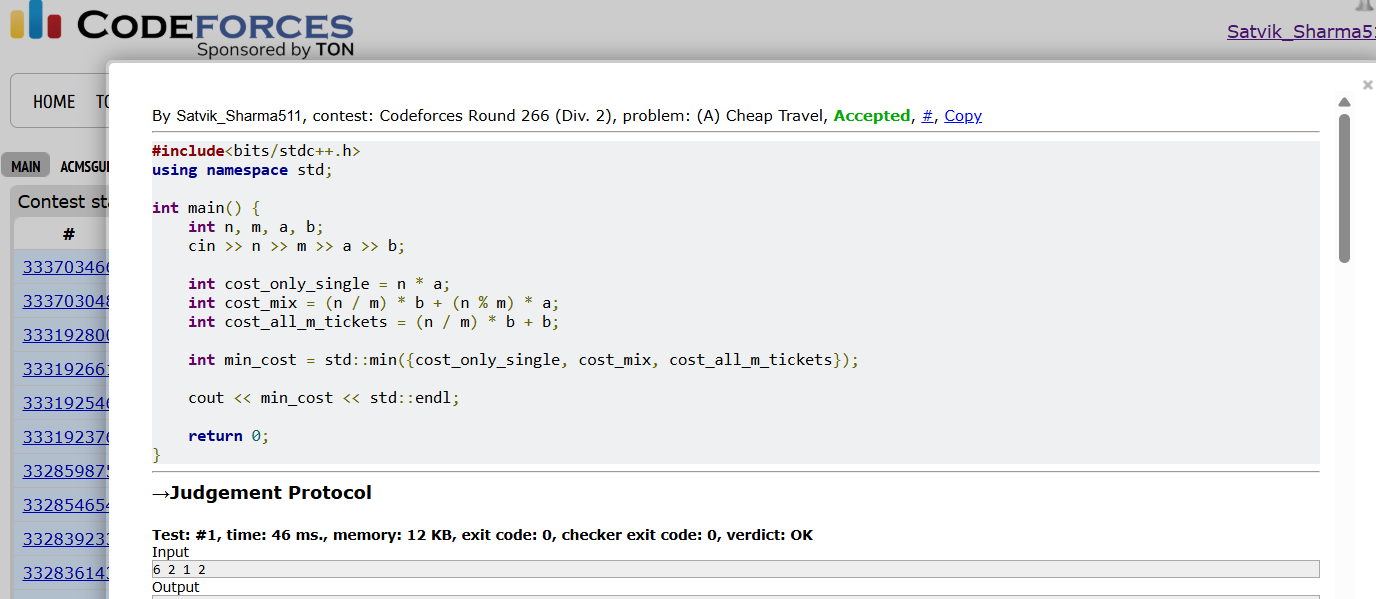 CODEFORCES
Sponsored by TON
Satvik_Sharma51
HOME
MAIN ACMSGU
Contest sta
#
33370346
33370304
33319280
33319266
33319254
33319237
33285987
33285465
33283923
33283614
By Satvik_Sharma511, contest: Codeforces Round 266 (Div. 2), problem: (A) Cheap Travel, Accepted, #, Copy
#include<bits/stdc++.h>
using namespace std;
int main() {
int n, m, a, b;
cin >> n >> m >> a >> b;
int cost_only_single = n * a;
int cost_mix = (n / m) * b + (n % m) * a;
int cost_all_m_tickets = (n / m) * b + b;
int min_cost = std::min({cost_only_single, cost_mix, cost_all_m_tickets});
cout << min_cost << std::endl;
return 0;
}
→Judgement Protocol
Test: #1, time: 46 ms., memory: 12 KB, exit code: 0, checker exit code: 0, verdict: OK
Input
6 2 1 2
Output